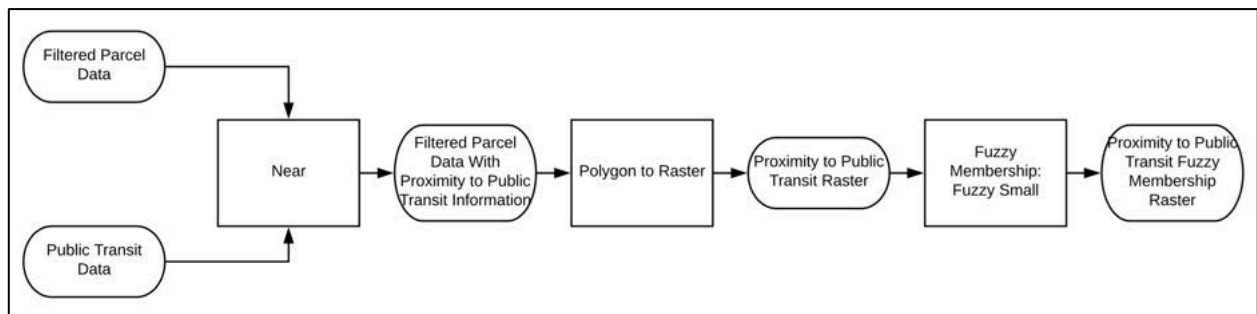 Filtered Parcel
Data
Public Transit
Data
Near
Filtered Parcel
Data With
Proximity to Public
Transit Information
Polygon to Raster
Proximity to Public
Transit Raster
Fuzzy
Membership:
Fuzzy Small
Proximity to Public
Transit Fuzzy
Membership
Raster